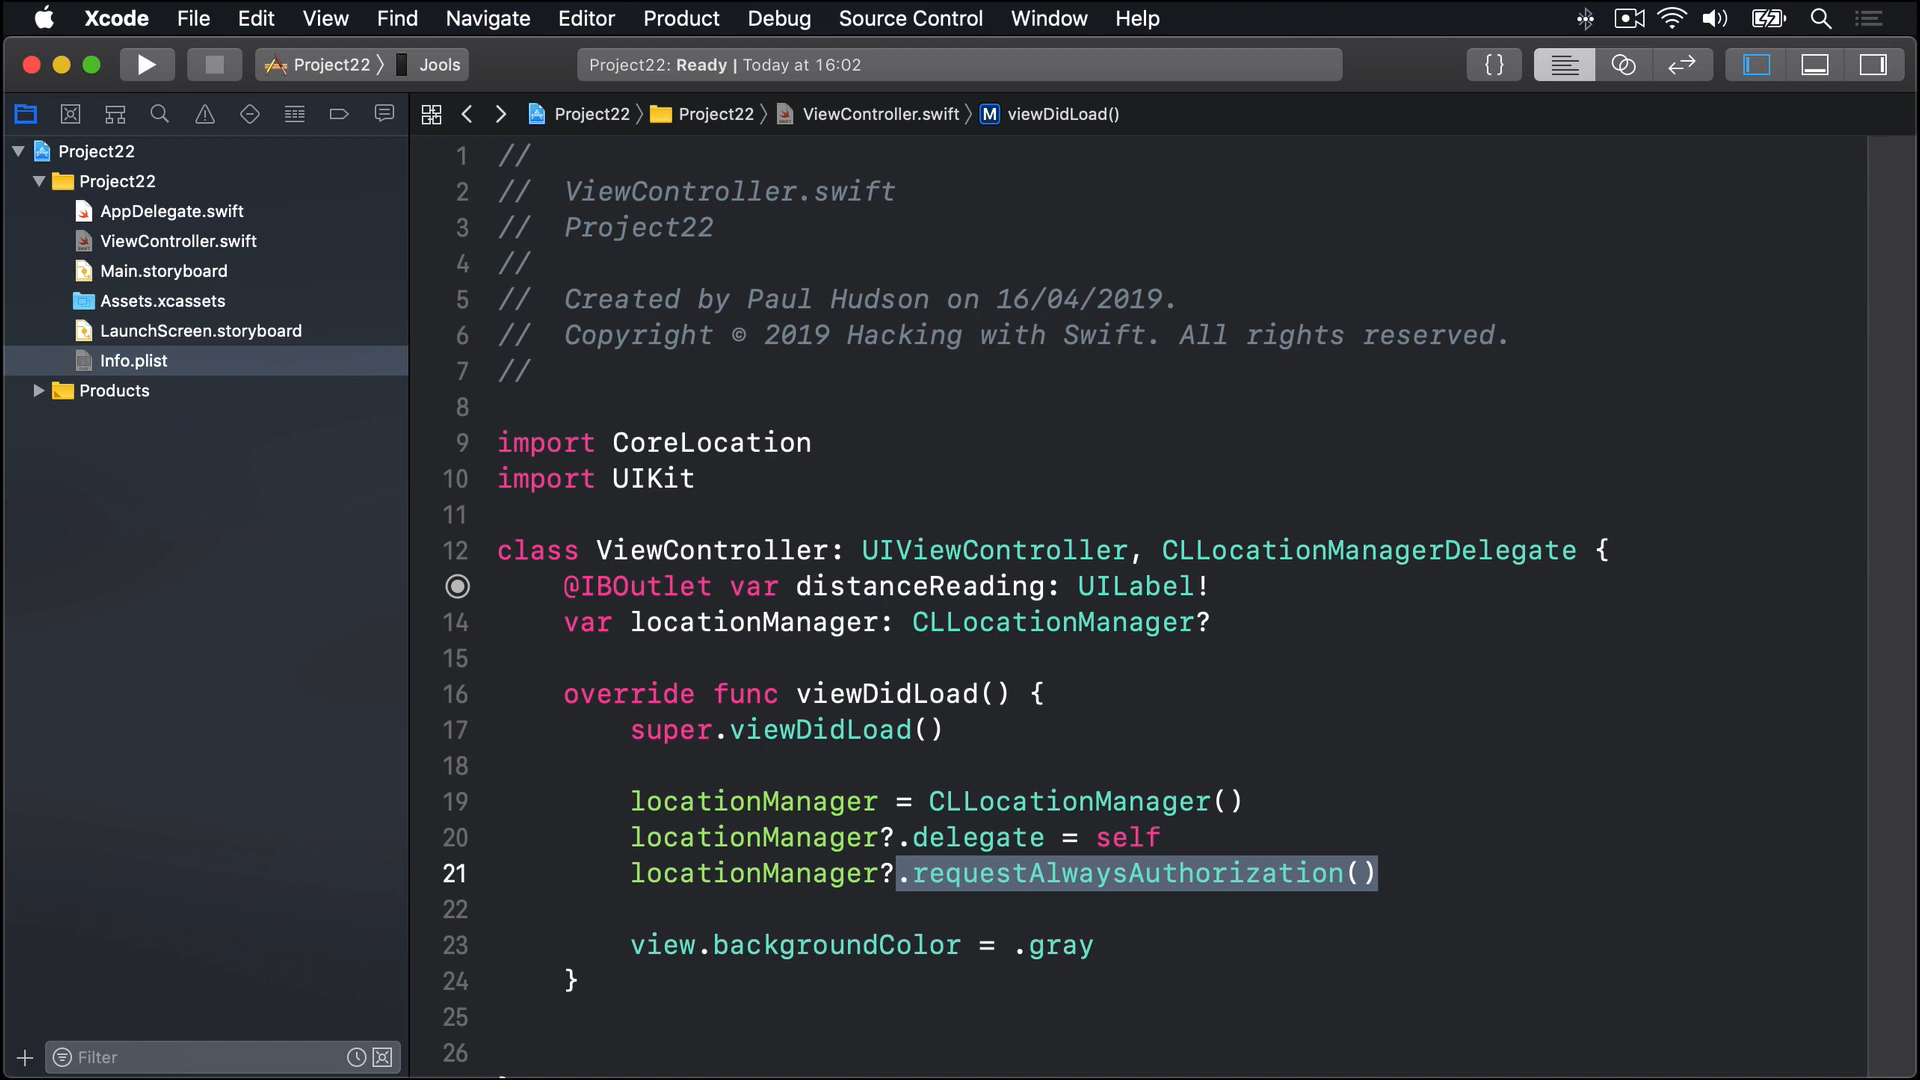 Xcode File Edit View Find Navigate Editor Product Debug Source Control Window Help
Project22 Jools
Project22: Ready | Today at 16:02
{ }
Project22 Project22 ViewController.swift M viewDidLoad()
Project22
Project22
AppDelegate.swift
ViewController.swift
Main.storyboard
Assets.xcassets
LaunchScreen.storyboard
Info.plist
Products
Filter
1 //
2 // ViewController.swift
3 // Project22
4 //
5 // Created by Paul Hudson on 16/04/2019.
6 // Copyright © 2019 Hacking with Swift. All rights reserved.
7 //
8
9 import CoreLocation
10 import UIKit
11
12 class ViewController: UIViewController, CLLocationManagerDelegate {
@IBOutlet var distanceReading: UILabel!
14 var locationManager: CLLocationManager?
15
16 override func viewDidLoad() {
17 super.viewDidLoad()
18
19 locationManager = CLLocationManager()
20 locationManager?.delegate = self
21 locationManager?.requestAlwaysAuthorization()
22
23 view.backgroundColor = .gray
24 }
25
26